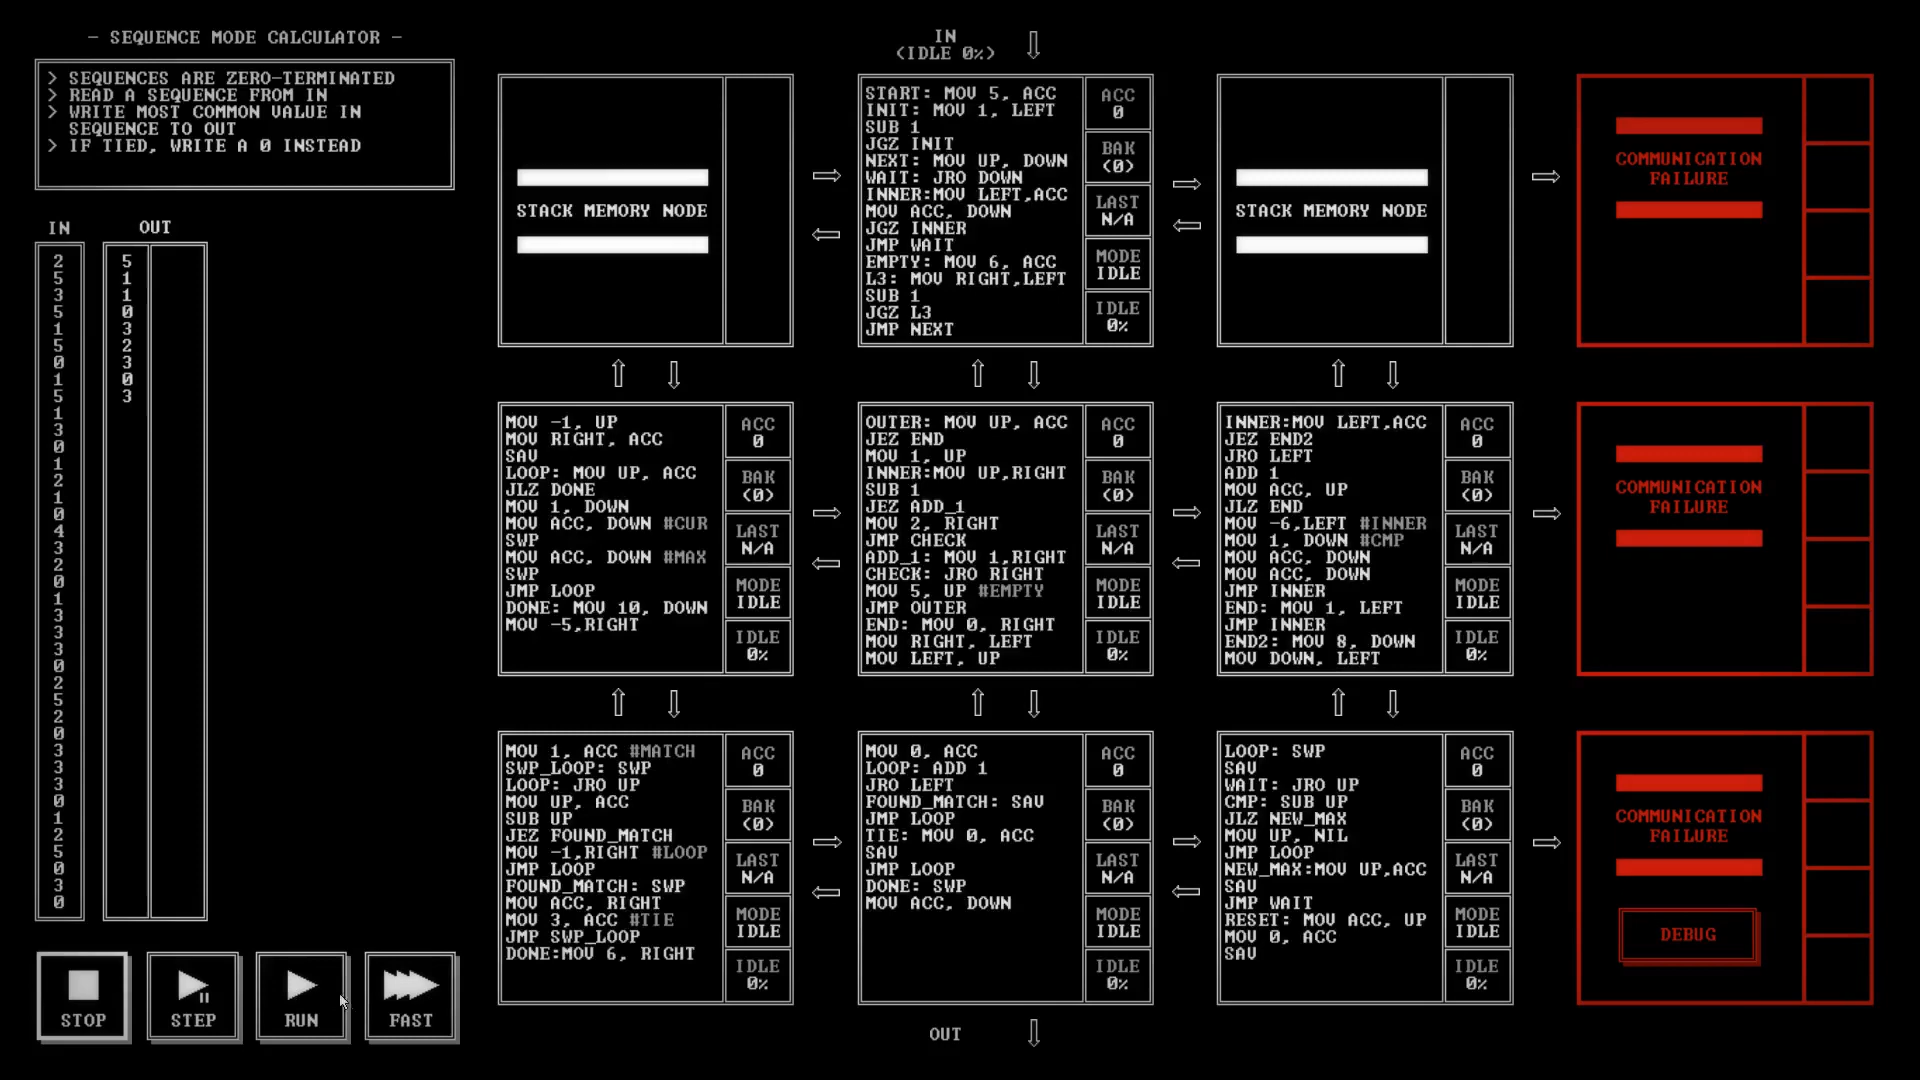 - SEQUENCE MODE CALCULATOR -
> SEQUENCES ARE ZERO-TERMINATED
> READ A SEQUENCE FROM IN
> WRITE MOST COMMON VALUE IN
SEQUENCE TO OUT
> IF TIED, WRITE A 0 INSTEAD
IN
OUT
2
5
3
5
1
5
0
1
5
1
3
0
1
2
1
0
4
3
2
0
1
3
3
3
0
2
5
2
0
3
3
3
0
1
2
5
0
3
0
5
1
1
0
3
2
3
0
3
STOP
STEP
RUN
FAST
IN
(IDLE 0%)
STACK MEMORY NODE
START: MOV 5, ACC
INIT: MOV 1, LEFT
SUB 1
JGZ INIT
NEXT: MOV UP, DOWN
WAIT: JRO DOWN
INNER:MOV LEFT,ACC
MOV ACC, DOWN
JGZ INNER
JMP WAIT
EMPTY: MOV 6, ACC
L3: MOV RIGHT,LEFT
SUB 1
JGZ L3
JMP NEXT
ACC
0
BAK
(0)
LAST
N/A
MODE
IDLE
IDLE
0%
STACK MEMORY NODE
COMMUNICATION
FAILURE
MOV -1, UP
MOV RIGHT, ACC
SAV
LOOP: MOV UP, ACC
JLZ DONE
MOV 1, DOWN
MOV ACC, DOWN #CUR
SWP
MOV ACC, DOWN #MAX
SWP
JMP LOOP
DONE: MOV 10, DOWN
MOV -5,RIGHT
ACC
0
BAK
(0)
LAST
N/A
MODE
IDLE
IDLE
0%
OUTER: MOV UP, ACC
JEZ END
MOV 1, UP
INNER:MOV UP,RIGHT
SUB 1
JEZ ADD_1
MOV 2, RIGHT
JMP CHECK
ADD_1: MOV 1,RIGHT
CHECK: JRO RIGHT
MOV 5, UP #EMPTY
JMP OUTER
END: MOV 0, RIGHT
MOV RIGHT, LEFT
MOV LEFT, UP
ACC
0
BAK
(0)
LAST
N/A
MODE
IDLE
IDLE
0%
INNER:MOV LEFT,ACC
JEZ END2
JRO LEFT
ADD 1
MOV ACC, UP
JLZ END
MOV -6,LEFT #INNER
MOV 1, DOWN #CMP
MOV ACC, DOWN
MOV ACC, DOWN
JMP INNER
END: MOV 1, LEFT
JMP INNER
END2: MOV 8, DOWN
MOV DOWN, LEFT
ACC
0
BAK
(0)
LAST
N/A
MODE
IDLE
IDLE
0%
COMMUNICATION
FAILURE
MOV 1, ACC #MATCH
SWP_LOOP: SWP
LOOP: JRO UP
MOV UP, ACC
SUB UP
JEZ FOUND_MATCH
MOV -1,RIGHT #LOOP
JMP LOOP
FOUND_MATCH: SWP
MOV ACC, RIGHT
MOV 3, ACC #TIE
JMP SWP_LOOP
DONE:MOV 6, RIGHT
ACC
0
BAK
(0)
LAST
N/A
MODE
IDLE
IDLE
0%
MOV 0, ACC
LOOP: ADD 1
JRO LEFT
FOUND_MATCH: SAV
JMP LOOP
TIE: MOV 0, ACC
SAV
JMP LOOP
DONE: SWP
MOV ACC, DOWN
ACC
0
BAK
(0)
LAST
N/A
MODE
IDLE
IDLE
0%
LOOP: SWP
SAV
WAIT: JRO UP
CMP: SUB UP
JLZ NEW_MAX
MOV UP, NIL
JMP LOOP
NEW_MAX:MOV UP,ACC
SAV
JMP WAIT
RESET: MOV ACC, UP
MOV 0, ACC
SAV
ACC
0
BAK
(0)
LAST
N/A
MODE
IDLE
IDLE
0%
COMMUNICATION
FAILURE
DEBUG
OUT